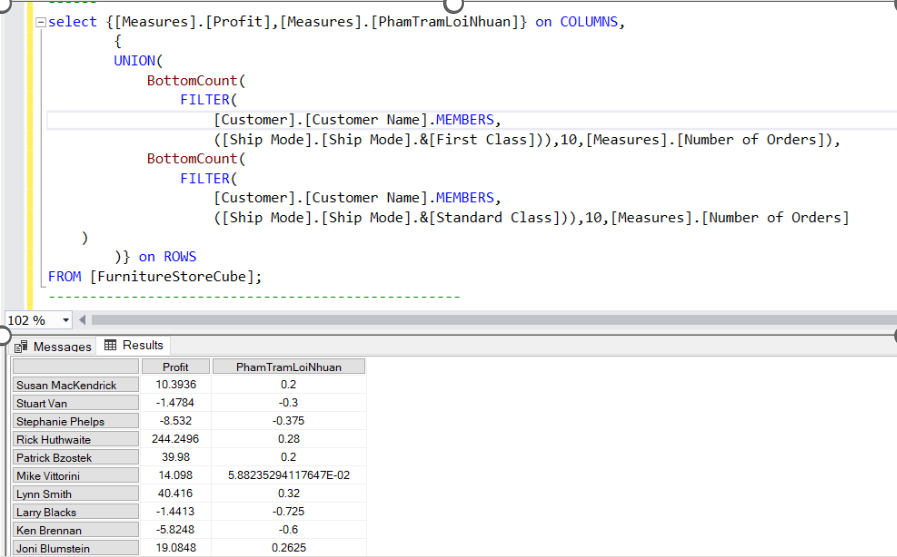 select {[Measures].[Profit],[Measures].[PhamTramLoiNhuan]} on COLUMNS,
{
UNION(
BottomCount(
FILTER(
[Customer].[Customer Name].MEMBERS,
([Ship Mode].[Ship Mode].&[First Class])),10,[Measures].[Number of Orders]),
BottomCount(
FILTER(
[Customer].[Customer Name].MEMBERS,
([Ship Mode].[Ship Mode].&[Standard Class])),10,[Measures].[Number of Orders]
)
)} on ROWS
FROM [FurnitureStoreCube];
102 %
Messages Results
Profit PhamTramLoiNhuan
Susan MacKendrick 10.3936 0.2
Stuart Van -1.4784 -0.3
Stephanie Phelps -8.532 -0.375
Rick Huthwaite 244.2496 0.28
Patrick Bzostek 39.98 0.2
Mike Vittorini 14.098 5.88235294117647E-02
Lynn Smith 40.416 0.32
Larry Blacks -1.4413 -0.725
Ken Brennan -5.8248 -0.6
Joni Blumstein 19.0848 0.2625